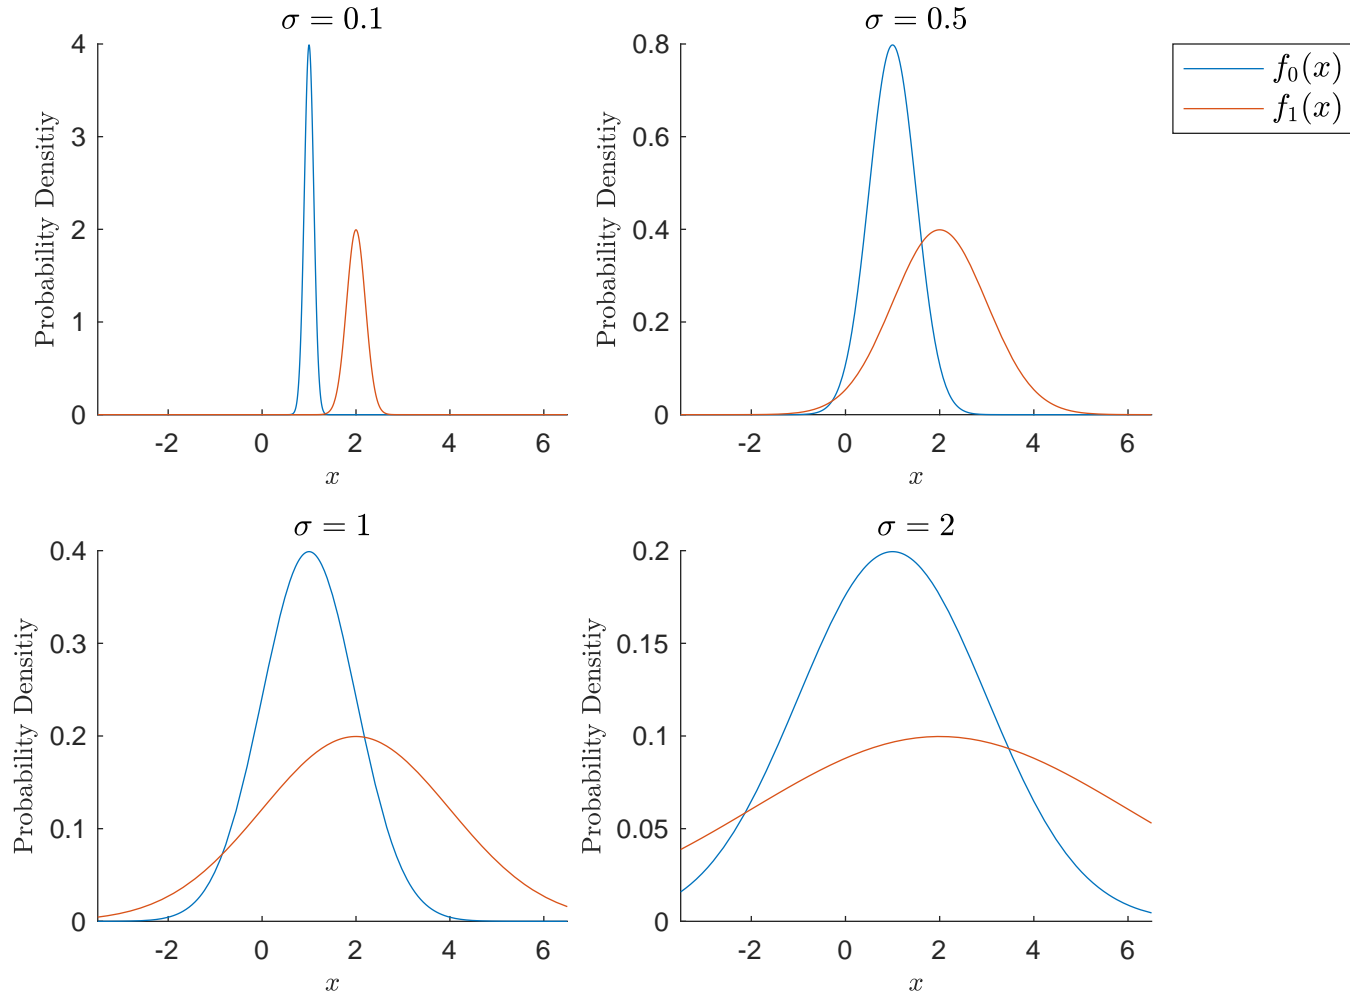 σ = 0.1
4
3
2
1
0
Probability Densitiy
-2 0 2 4 6
x
σ = 0.5
0.8
0.6
0.4
0.2
0
Probability Densitiy
-2 0 2 4 6
x
f₀(x)
f₁(x)
σ = 1
0.4
0.3
0.2
0.1
0
Probability Densitiy
-2 0 2 4 6
x
σ = 2
0.2
0.15
0.1
0.05
0
Probability Densitiy
-2 0 2 4 6
x